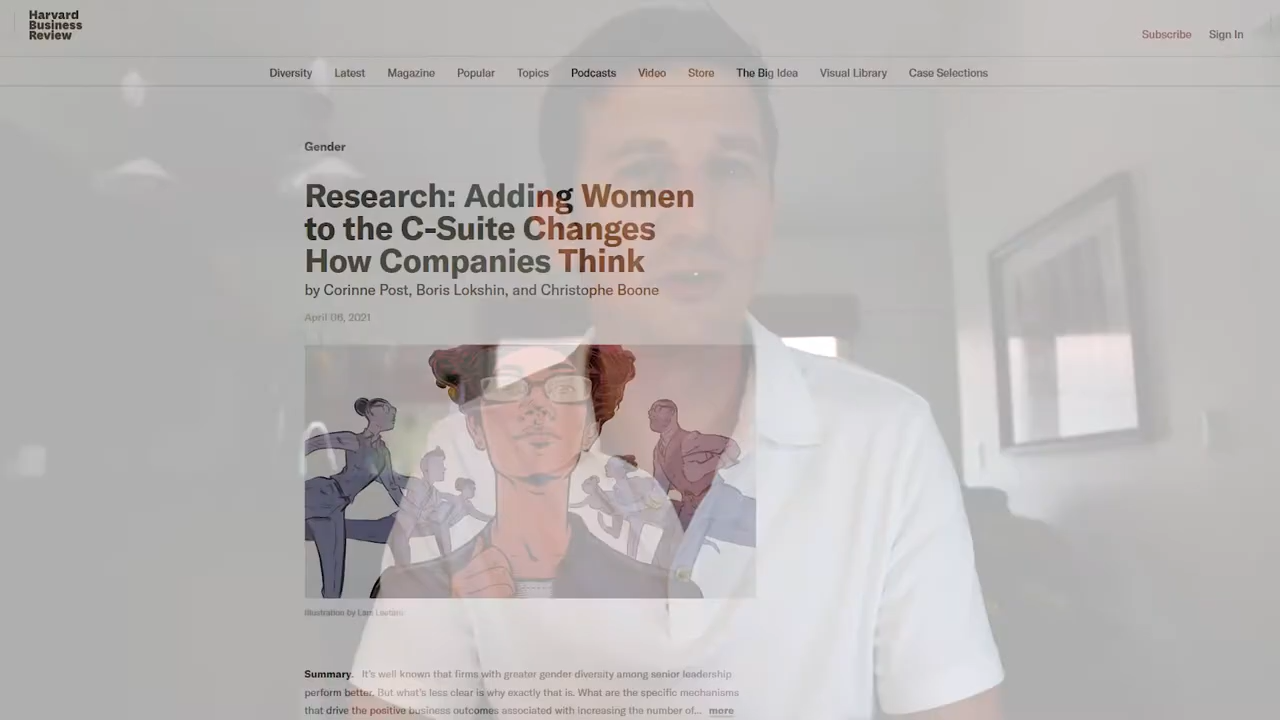 Harvard
Business
Review
Subscribe Sign In
Diversity Latest Magazine Popular Topics Podcasts Video Store The Big Idea Visual Library Case Selections
Gender
Research: Adding Women
to the C-Suite Changes
How Companies Think
by Corinne Post, Boris Lokshin, and Christophe Boone
April 06, 2021
Illustration by Lars
Summary. It's well known that firms with greater gender diversity among senior leadership
perform better. But what's less clear is why exactly that is. What are the specific mechanisms
that drive the positive business outcomes associated with increasing the number of... more